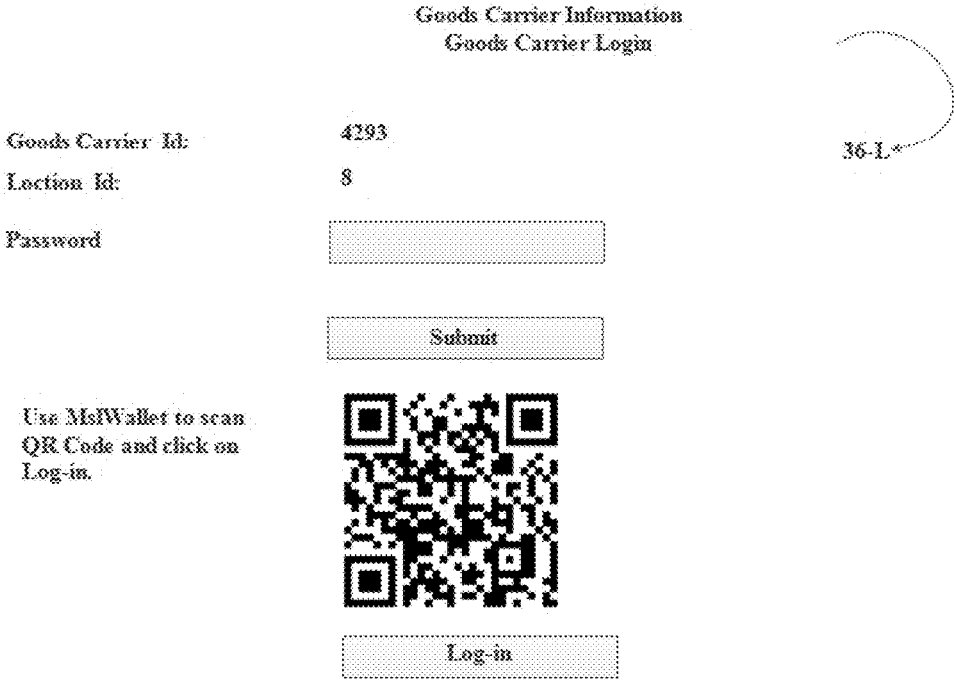 Goods Carrier Information
Goods Carrier Login
Goods Carrier Id: 4293
36-L
Loction Id: 8
Password
Submit
Use MslWallet to scan
QR Code and click on
Log-in.
Log-in